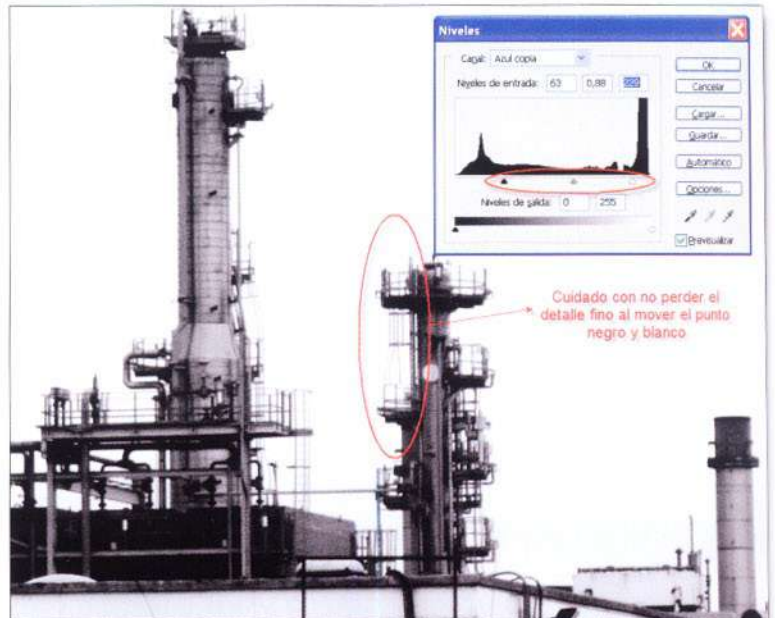 Niveles
Canal: Azul copia
Niveles de entrada: 63 0,88 229
Niveles de salida: 0 255
OK
Cancelar
Cargar...
Guardar...
Automático
Opciones...
Previsualizar
Cuidado con no perder el
detalle fino al mover el punto
negro y blanco